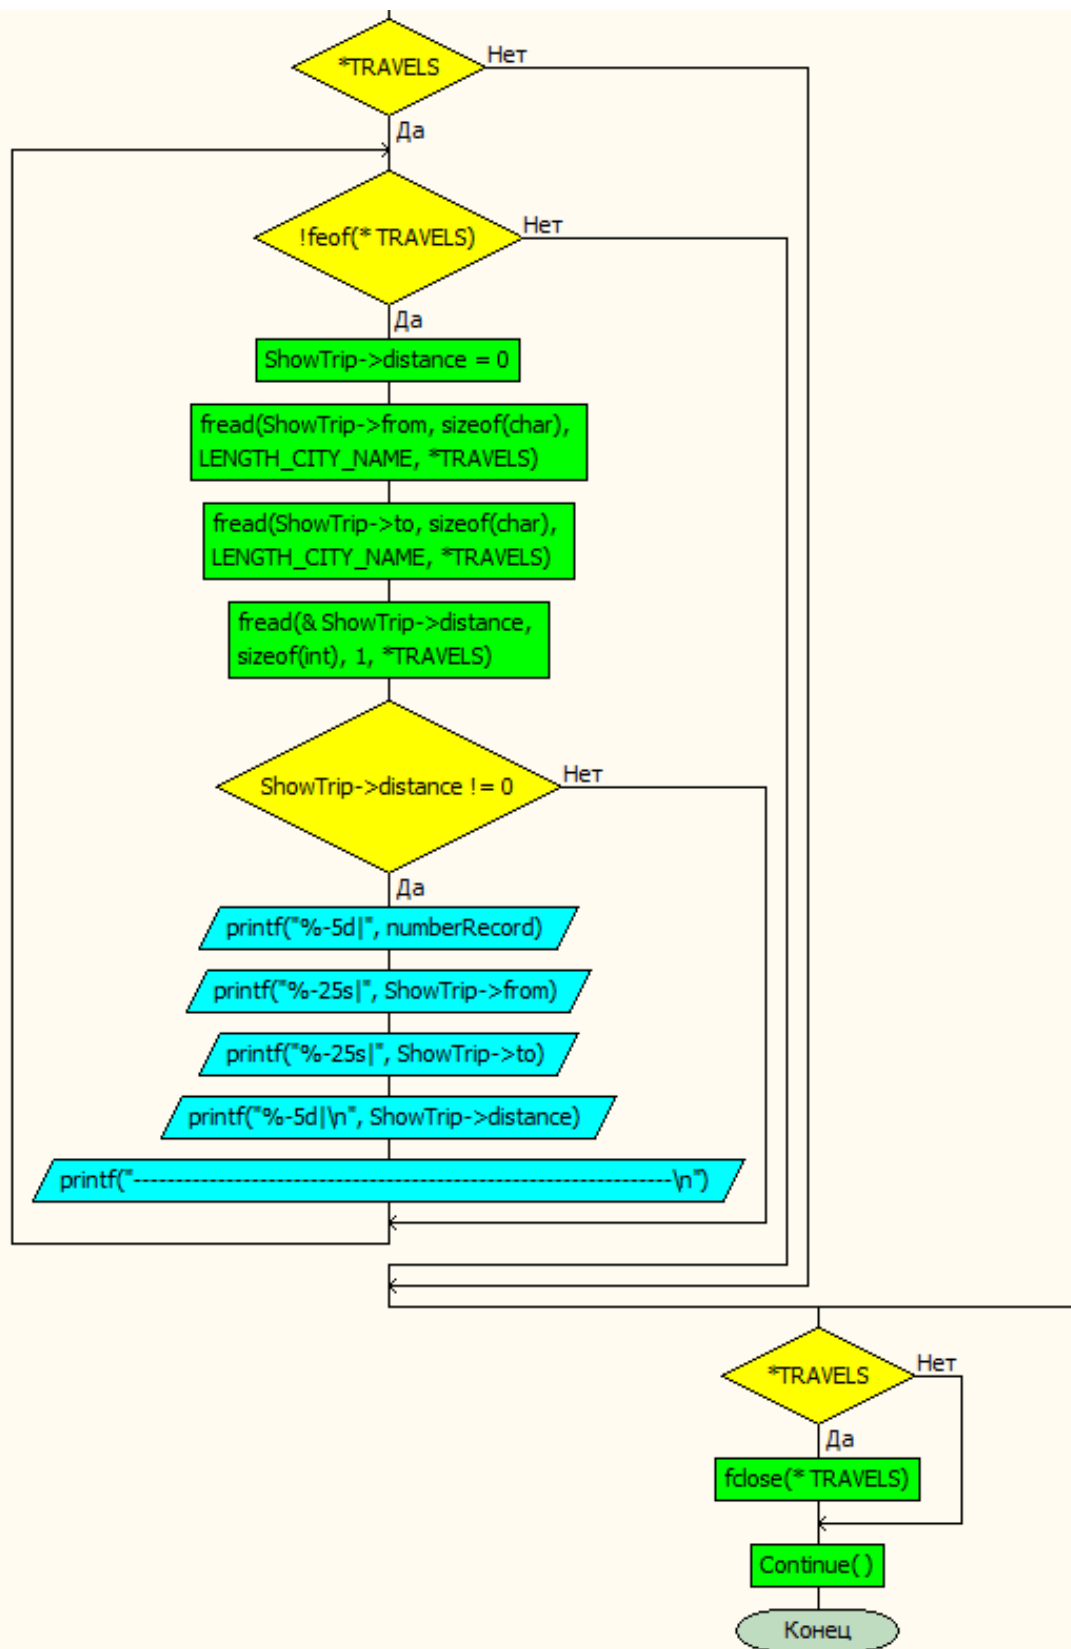 *TRAVELS
Нет
Да
!feof(* TRAVELS)
Нет
Да
ShowTrip->distance = 0
fread(ShowTrip->from, sizeof(char),
LENGTH_CITY_NAME, *TRAVELS)
fread(ShowTrip->to, sizeof(char),
LENGTH_CITY_NAME, *TRAVELS)
fread(& ShowTrip->distance,
sizeof(int), 1, *TRAVELS)
ShowTrip->distance != 0
Нет
Да
printf("%-5d|", numberRecord)
printf("%-25s|", ShowTrip->from)
printf("%-25s|", ShowTrip->to)
printf("%-5d|\n", ShowTrip->distance)
printf("-----------------------------------------------------------------\n")
*TRAVELS
Нет
Да
fclose(* TRAVELS)
Continue( )
Конец